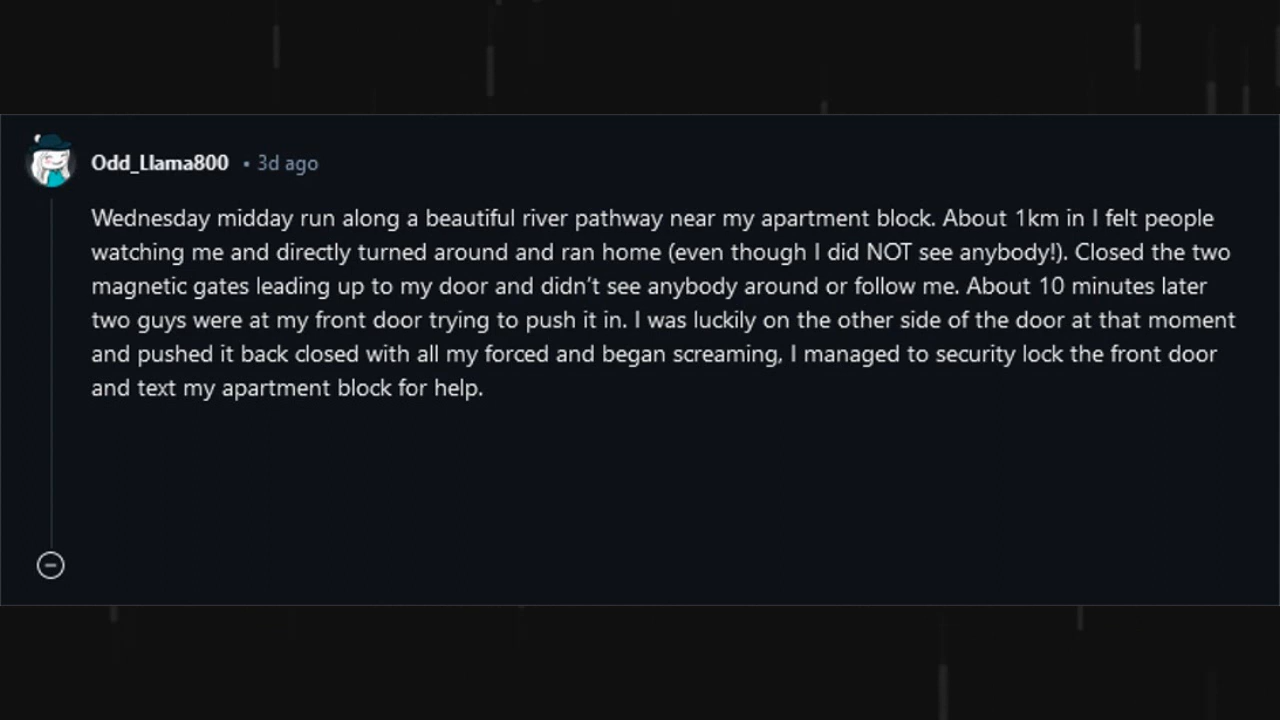 Odd_Llama800 • 3d ago
Wednesday midday run along a beautiful river pathway near my apartment block. About 1km in I felt people
watching me and directly turned around and ran home (even though I did NOT see anybody!). Closed the two
magnetic gates leading up to my door and didn't see anybody around or follow me. About 10 minutes later
two guys were at my front door trying to push it in. I was luckily on the other side of the door at that moment
and pushed it back closed with all my forced and began screaming, I managed to security lock the front door
and text my apartment block for help.